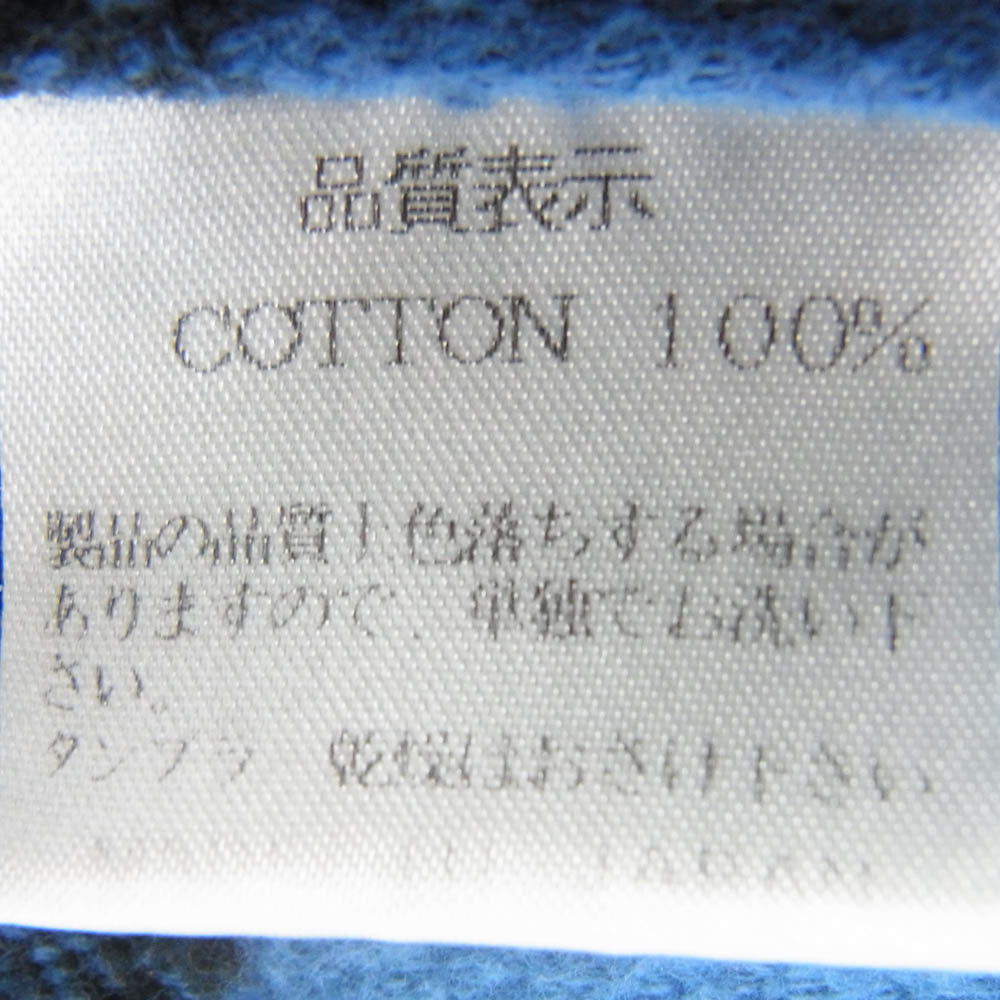 品質表示
COTTON 100%
製品の品質上色落ちする場合が
ありますので、単独でお洗い下
さい。
タンブラー乾燥はおさけ下さい